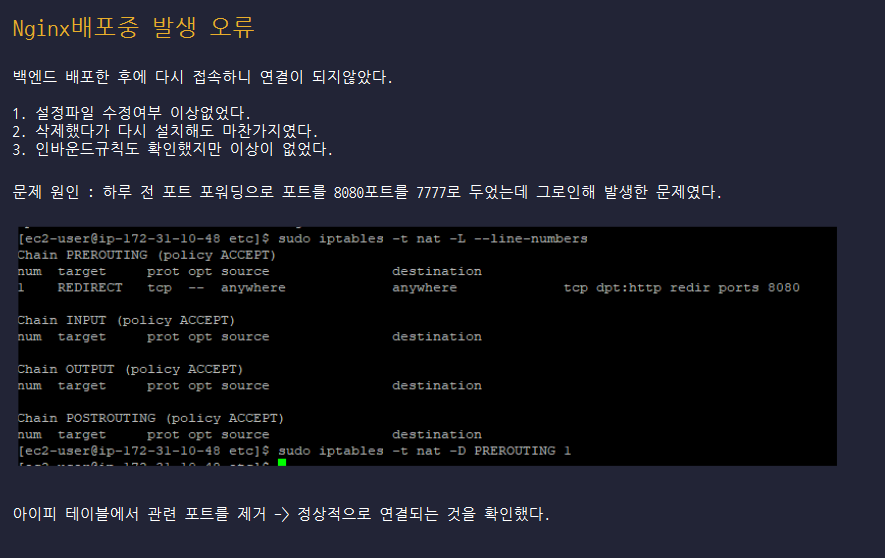 Nginx배포중 발생 오류
백엔드 배포한 후에 다시 접속하니 연결이 되지않았다.
1. 설정파일 수정여부 이상없었다.
2. 삭제했다가 다시 설치해도 마찬가지였다.
3. 인바운드규칙도 확인했지만 이상이 없었다.
문제 원인 : 하루 전 포트 포워딩으로 포트를 8080포트를 7777로 두었는데 그로인해 발생한 문제였다.
[ec2-user@ip-172-31-10-48 etc]$ sudo iptables -t nat -L --line-numbers
Chain PREROUTING (policy ACCEPT)
num target prot opt source destination
1 REDIRECT tcp -- anywhere anywhere tcp dpt:http redir ports 8080
Chain INPUT (policy ACCEPT)
num target prot opt source destination
Chain OUTPUT (policy ACCEPT)
num target prot opt source destination
Chain POSTROUTING (policy ACCEPT)
num target prot opt source destination
[ec2-user@ip-172-31-10-48 etc]$ sudo iptables -t nat -D PREROUTING 1
[ec2-user@ip-172-31-10-48 etc]$
아이피 테이블에서 관련 포트를 제거 -> 정상적으로 연결되는 것을 확인했다.